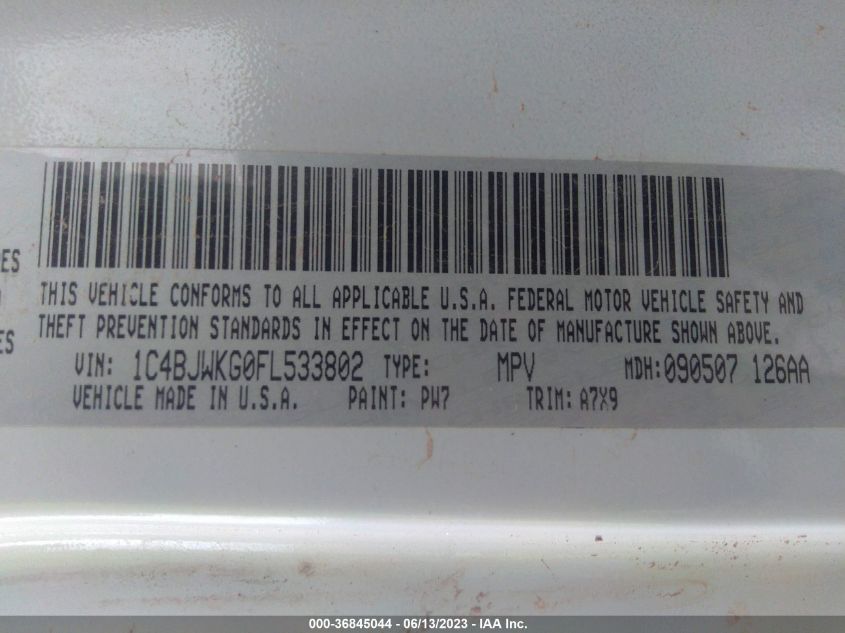 ES
ES
THIS VEHICLE CONFORMS TO ALL APPLICABLE U.S.A. FEDERAL MOTOR VEHICLE SAFETY AND
THEFT PREVENTION STANDARDS IN EFFECT ON THE DATE OF MANUFACTURE SHOWN ABOVE.
VIN: 1C4BJWKG0FL533802 TYPE: MPV MDH: 090507 126AA
VEHICLE MADE IN U.S.A. PAINT: PW7 TRIM: A7X9
000-36845044 - 06/13/2023 - IAA Inc.